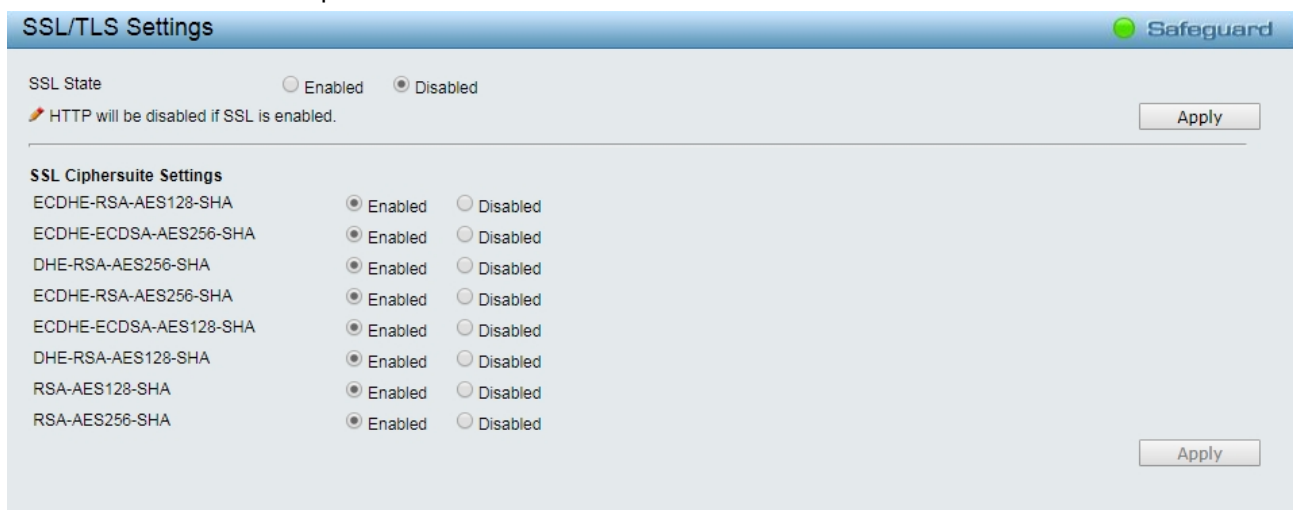 SSL/TLS Settings Safeguard
SSL State Enabled Disabled
HTTP will be disabled if SSL is enabled.
Apply
SSL Ciphersuite Settings
ECDHE-RSA-AES128-SHA Enabled Disabled
ECDHE-ECDSA-AES256-SHA Enabled Disabled
DHE-RSA-AES256-SHA Enabled Disabled
ECDHE-RSA-AES256-SHA Enabled Disabled
ECDHE-ECDSA-AES128-SHA Enabled Disabled
DHE-RSA-AES128-SHA Enabled Disabled
RSA-AES128-SHA Enabled Disabled
RSA-AES256-SHA Enabled Disabled
Apply